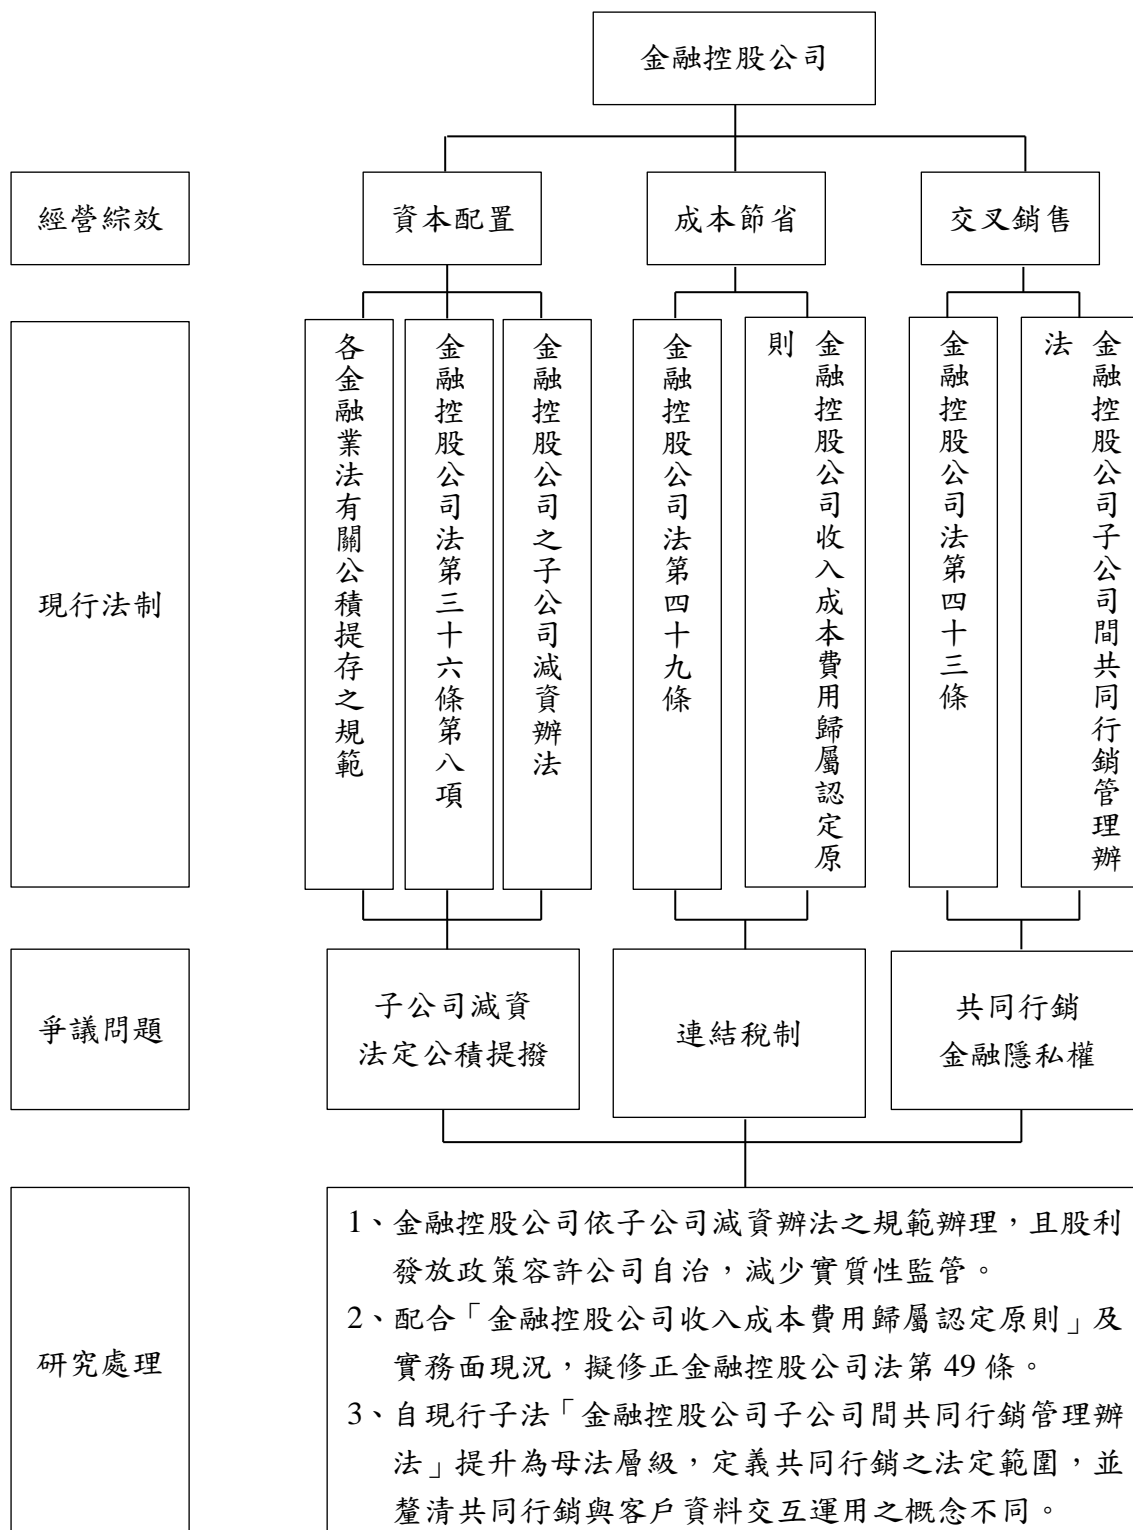 金融控股公司
經營綜效
資本配置
成本節省
交叉銷售
現行法制
各金融業法有關公積提存之規範
金融控股公司法第三十六條第八項
金融控股公司之子公司減資辦法
金融控股公司法第四十九條
金融控股公司收入成本費用歸屬認定原
則
金融控股公司法第四十三條
金融控股公司子公司間共同行銷管理辦
法
爭議問題
子公司減資
法定公積提撥
連結稅制
共同行銷
金融隱私權
研究處理
1、金融控股公司依子公司減資辦法之規範辦理，且股利
發放政策容許公司自治，減少實質性監管。
2、配合「金融控股公司收入成本費用歸屬認定原則」及
實務面現況，擬修正金融控股公司法第 49 條。
3、自現行子法「金融控股公司子公司間共同行銷管理辦
法」提升為母法層級，定義共同行銷之法定範圍，並
釐清共同行銷與客戶資料交互運用之概念不同。